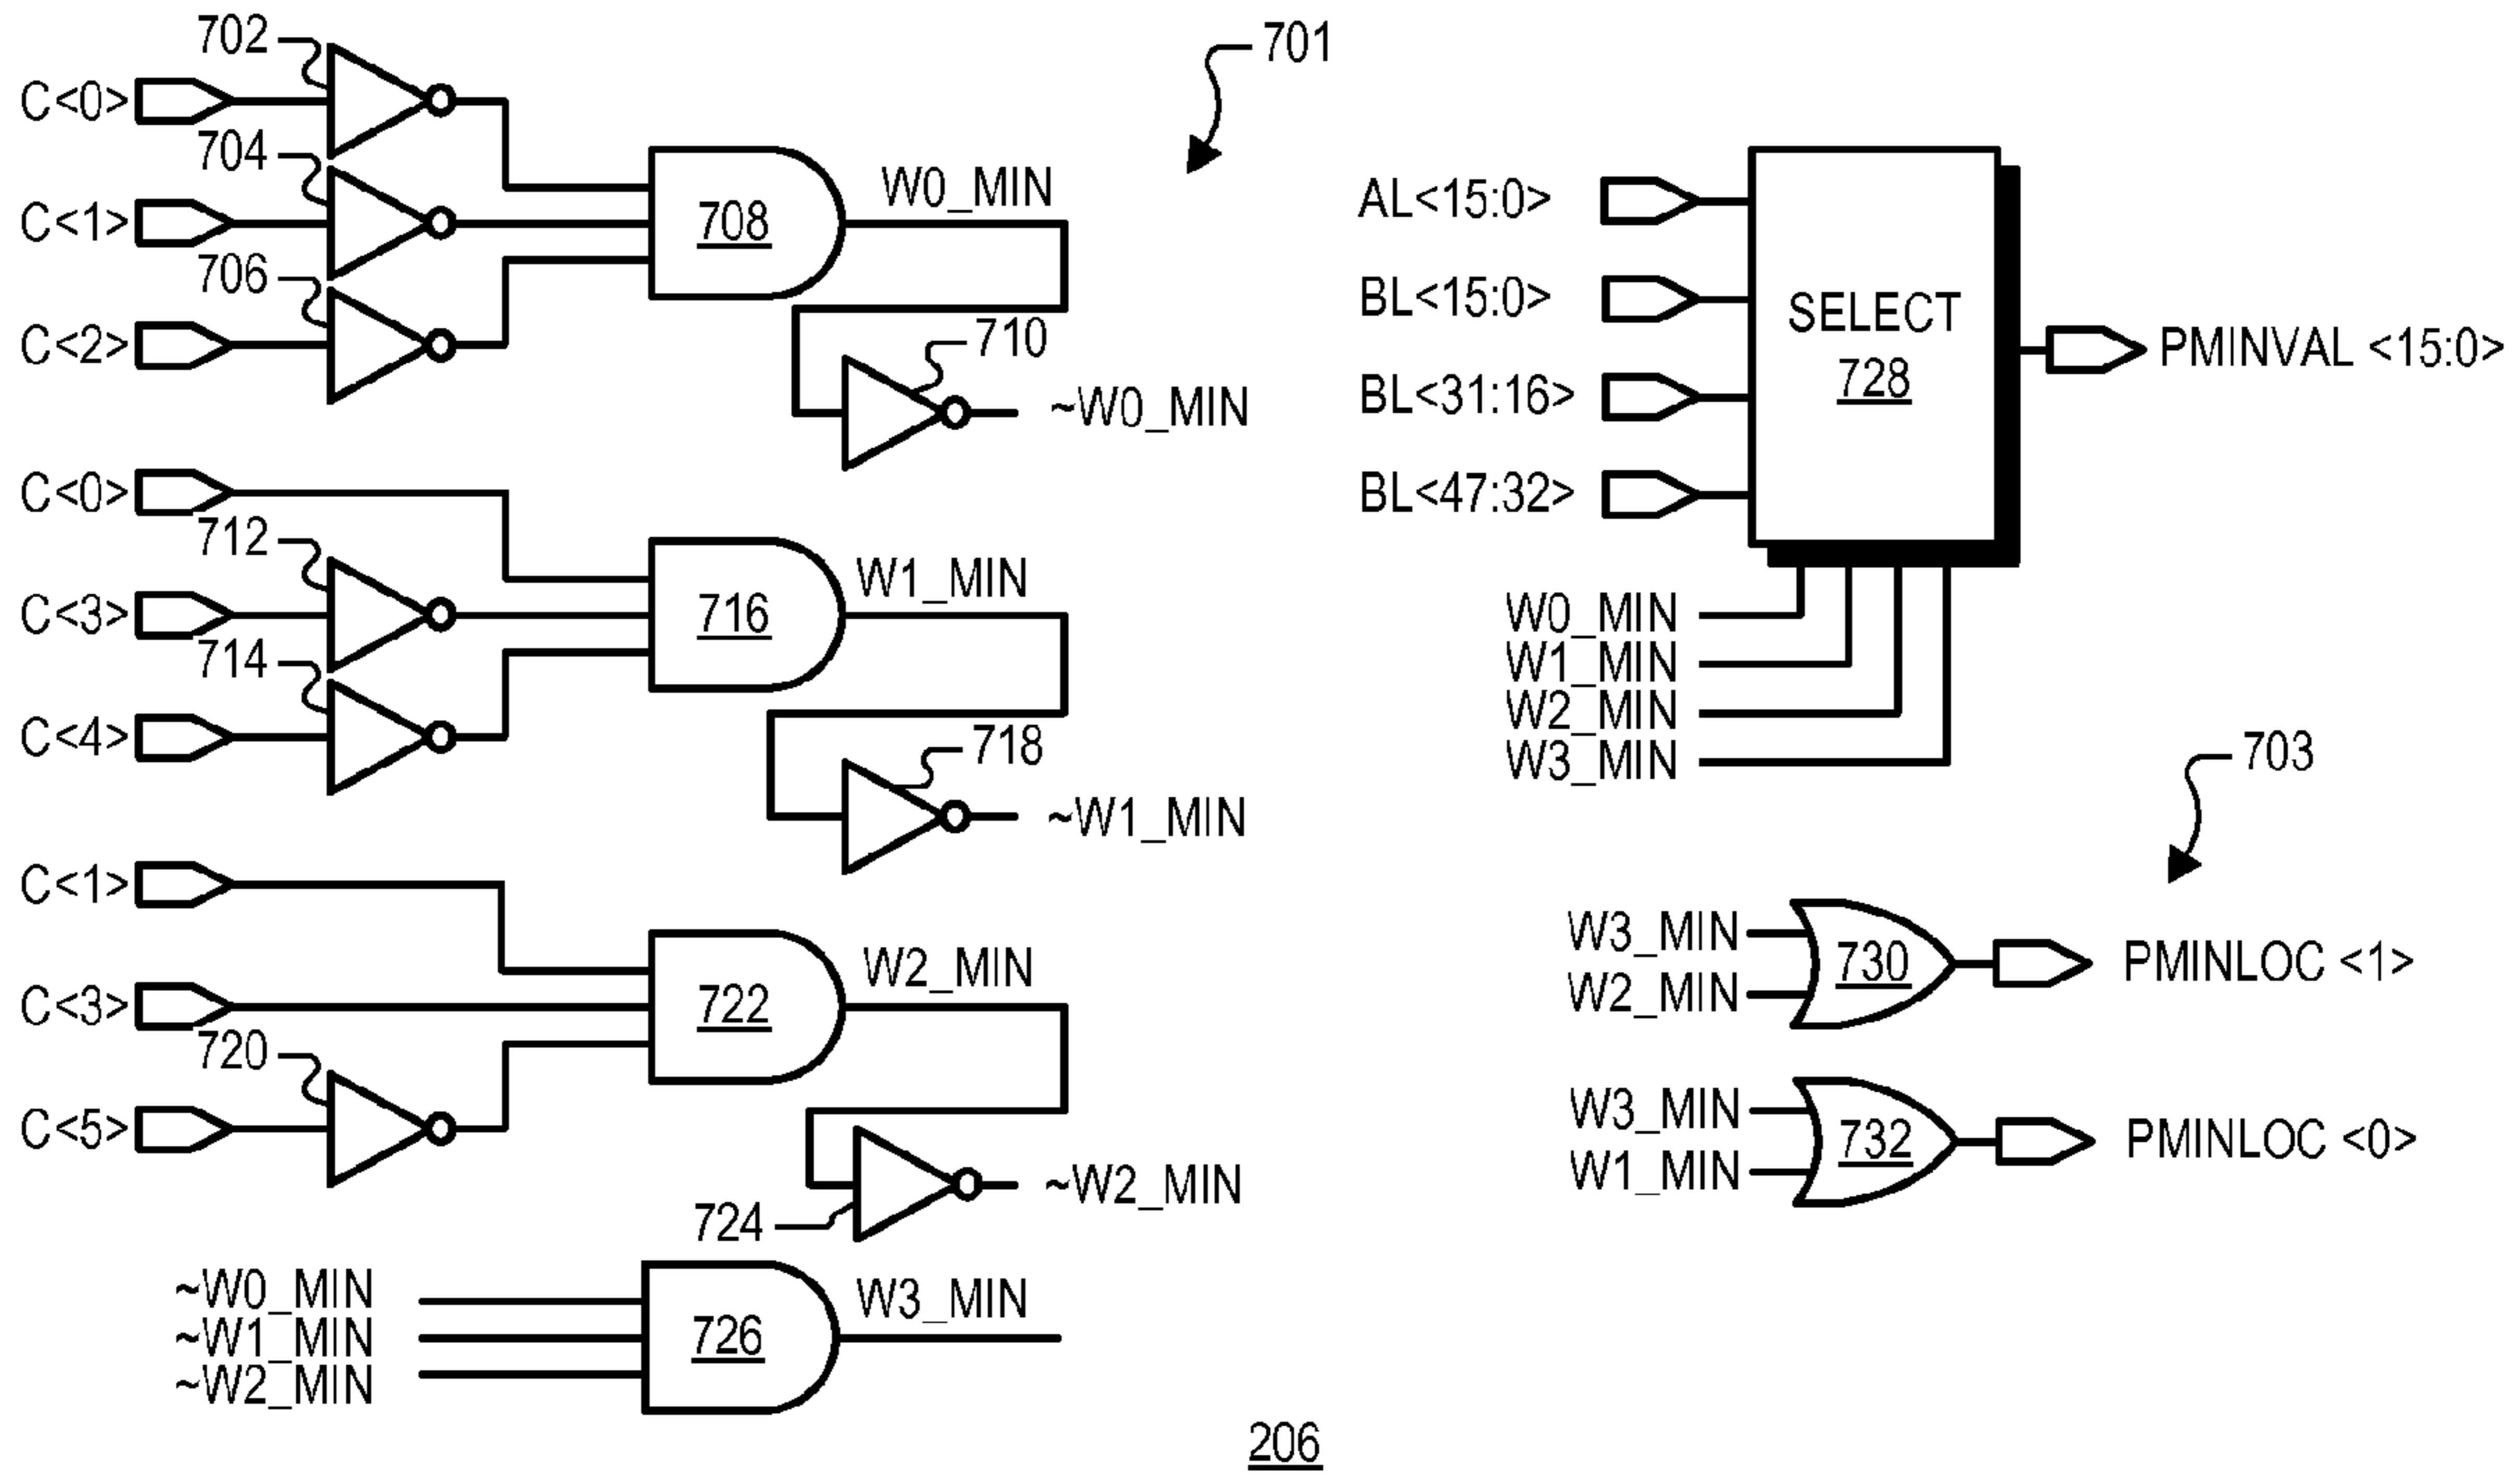 702
701
C<0>
704
C<1>
708
W0_MIN
706
C<2>
710
~W0_MIN
C<0>
712
C<3>
716
W1_MIN
714
C<4>
718
~W1_MIN
C<1>
C<3>
722
W2_MIN
720
C<5>
724
~W2_MIN
~W0_MIN
~W1_MIN
~W2_MIN
726
W3_MIN
AL<15:0>
BL<15:0>
BL<31:16>
BL<47:32>
SELECT
728
PMINVAL <15:0>
W0_MIN
W1_MIN
W2_MIN
W3_MIN
703
W3_MIN
W2_MIN
730
PMINLOC <1>
W3_MIN
W1_MIN
732
PMINLOC <0>
206